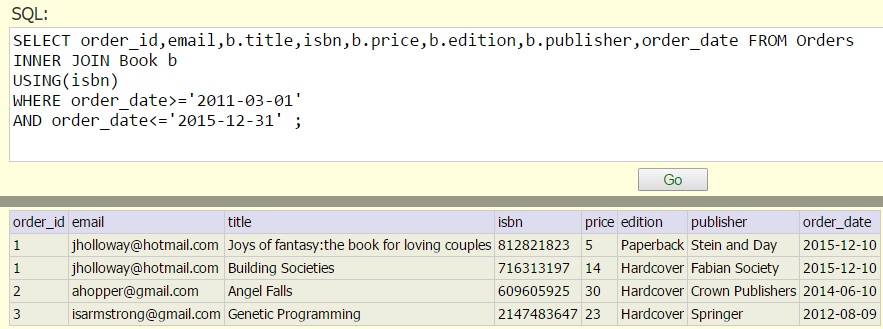 SQL:
SELECT order_id,email,b.title,isbn,b.price,b.edition,b.publisher,order_date FROM Orders
INNER JOIN Book b
USING(isbn)
WHERE order_date>='2011-03-01'
AND order_date<='2015-12-31' ;
Go
order_id email title isbn price edition publisher order_date
1 jholloway@hotmail.com Joys of fantasy:the book for loving couples 812821823 5 Paperback Stein and Day 2015-12-10
1 jholloway@hotmail.com Building Societies 716313197 14 Hardcover Fabian Society 2015-12-10
2 ahopper@gmail.com Angel Falls 609605925 30 Hardcover Crown Publishers 2014-06-10
3 isarmstrong@gmail.com Genetic Programming 2147483647 23 Hardcover Springer 2012-08-09